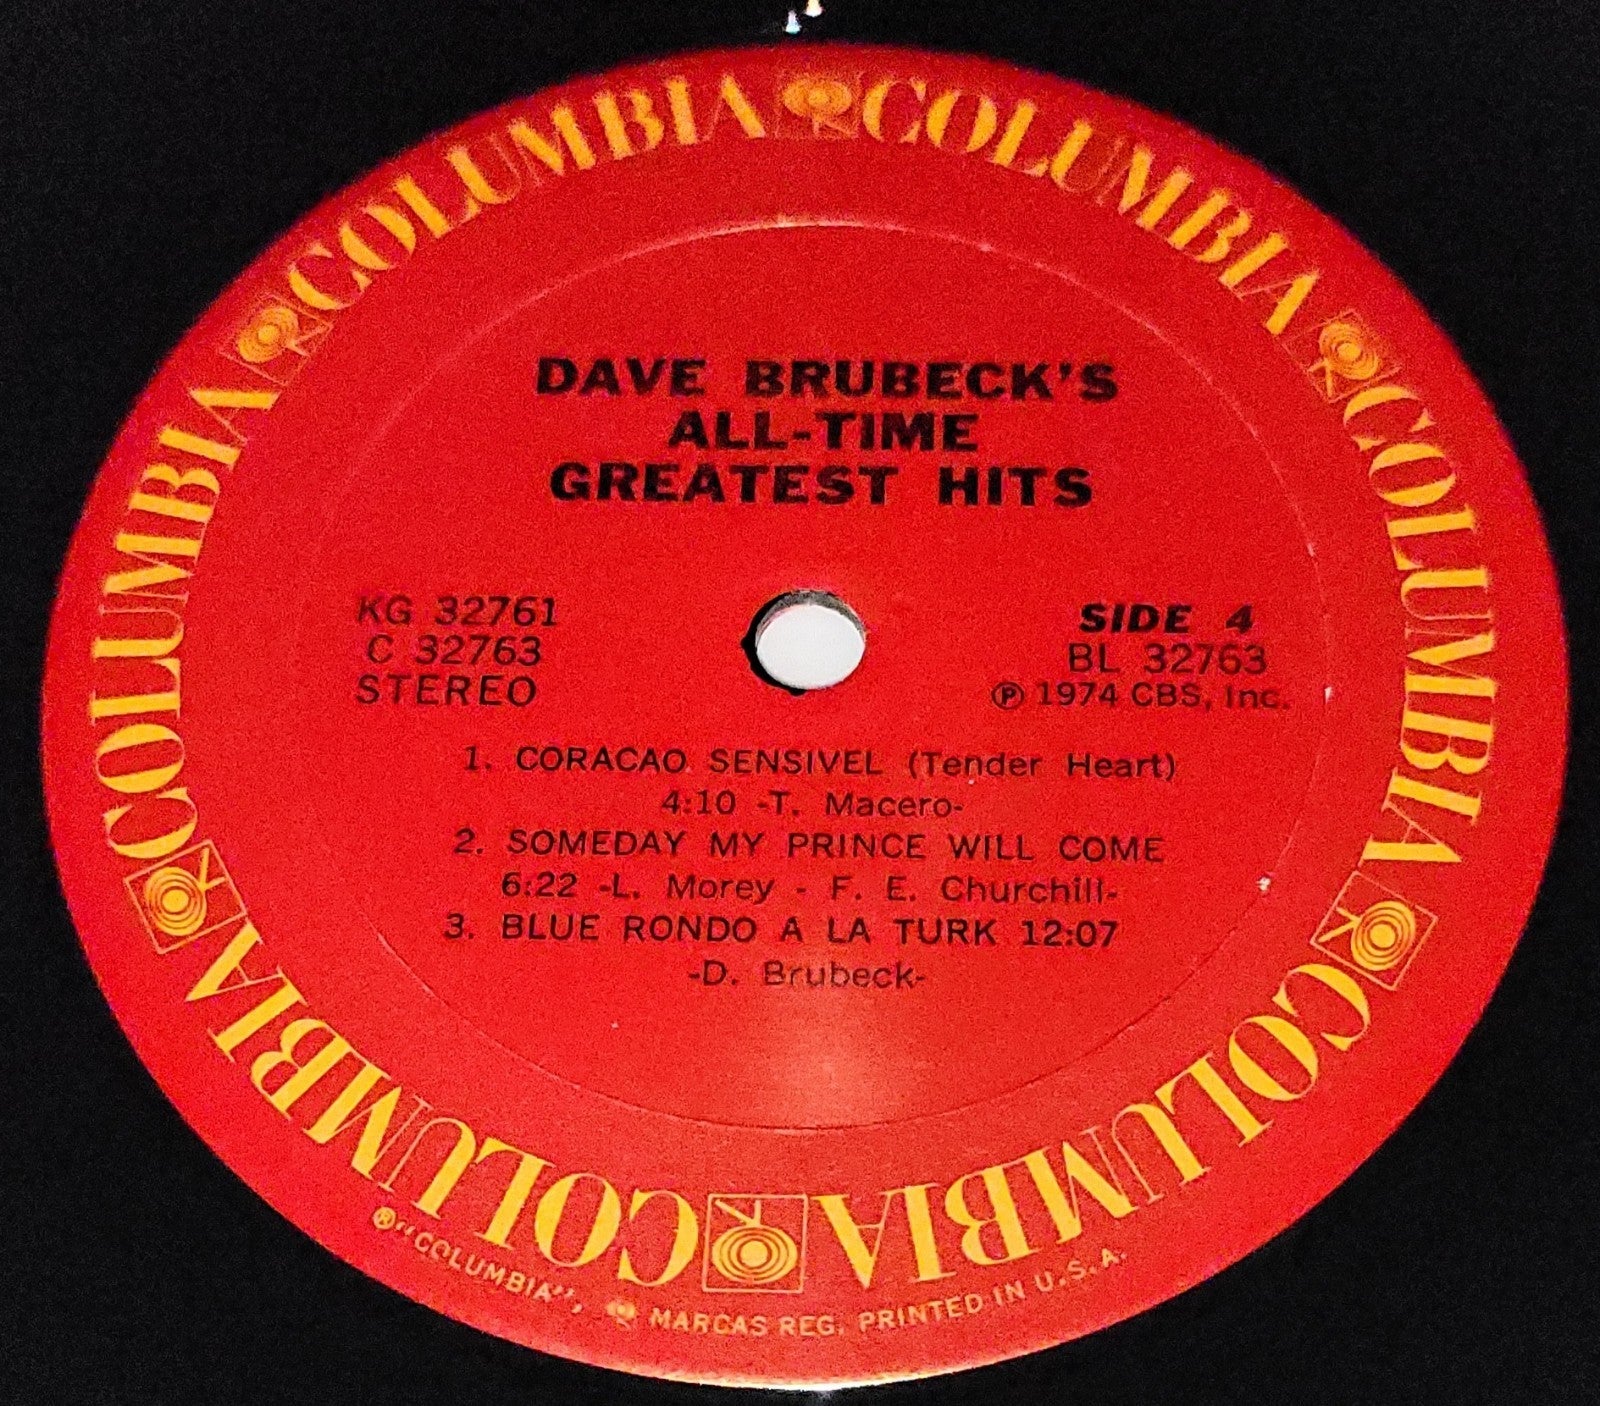 COLUMBIA COLUMBIA COLUMBIA COLUMBIA COLUMBIA COLUMBIA
DAVE BRUBECK'S
ALL-TIME
GREATEST HITS
KG 32761
C 32763
STEREO
SIDE 4
BL 32763
Ⓟ 1974 CBS, Inc.
1. CORACAO SENSIVEL (Tender Heart)
4:10 -T. Macero-
2. SOMEDAY MY PRINCE WILL COME
6:22 -L. Morey - F. E. Churchill-
3. BLUE RONDO A LA TURK 12:07
-D. Brubeck-
® "COLUMBIA", MARCAS REG. PRINTED IN U.S.A.